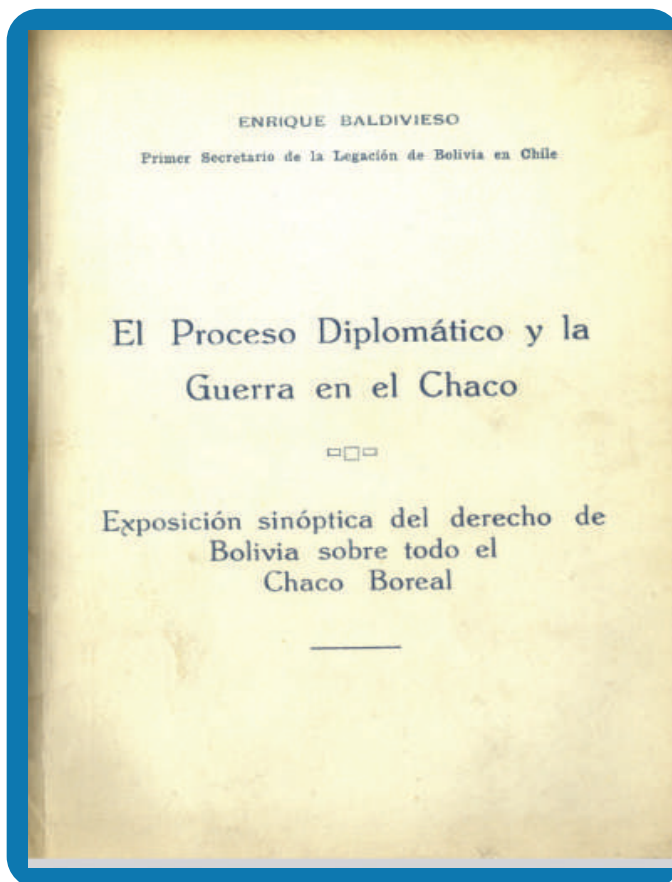 ENRIQUE BALDIVIESO
Primer Secretario de la Legación de Bolivia en Chile
El Proceso Diplomático y la
Guerra en el Chaco
Exposición sinóptica del derecho de
Bolivia sobre todo el
Chaco Boreal